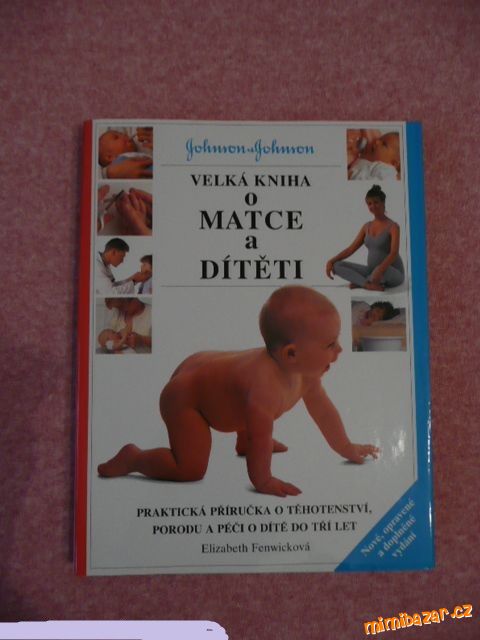 Johnson & Johnson
VELKÁ KNIHA
o
MATCE
a
DÍTĚTI
PRAKTICKÁ PŘÍRUČKA O TĚHOTENSTVÍ,
PORODU A PÉČI O DÍTĚ DO TŘÍ LET
Elizabeth Fenwicková
Nové, opravené
a doplněné
vydání
mimibazar.cz